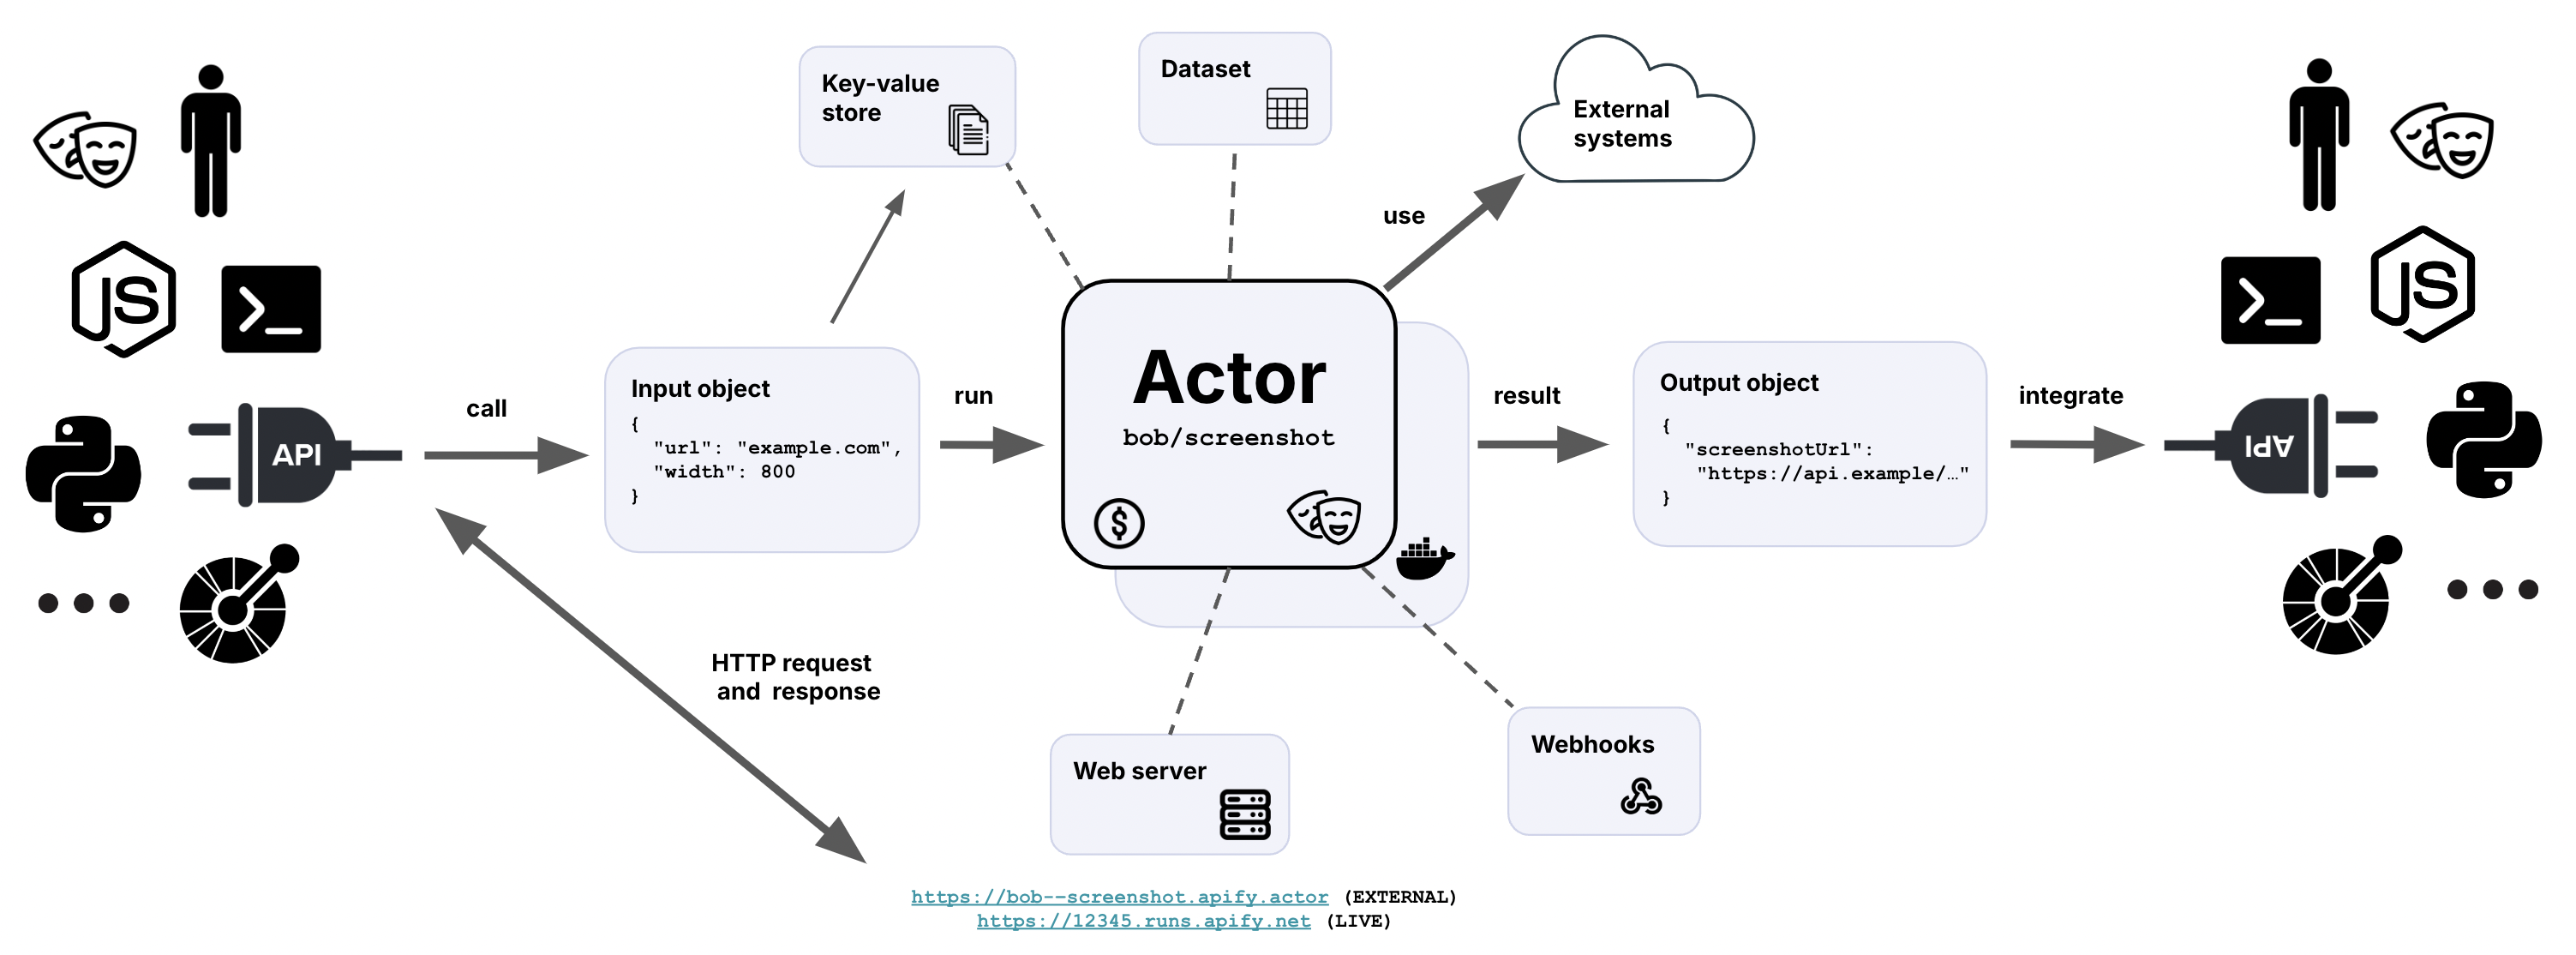 Key-value
store
Dataset
External
systems
use
JS
JS
call
API
Input object
{
"url": "example.com",
"width": 800
}
run
Actor
bob/screenshot
$
result
Output object
{
"screenshotUrl":
"https://api.example/…"
}
integrate
API
HTTP request
and response
Web server
Webhooks
https://bob--screenshot.apify.actor (EXTERNAL)
https://12345.runs.apify.net (LIVE)